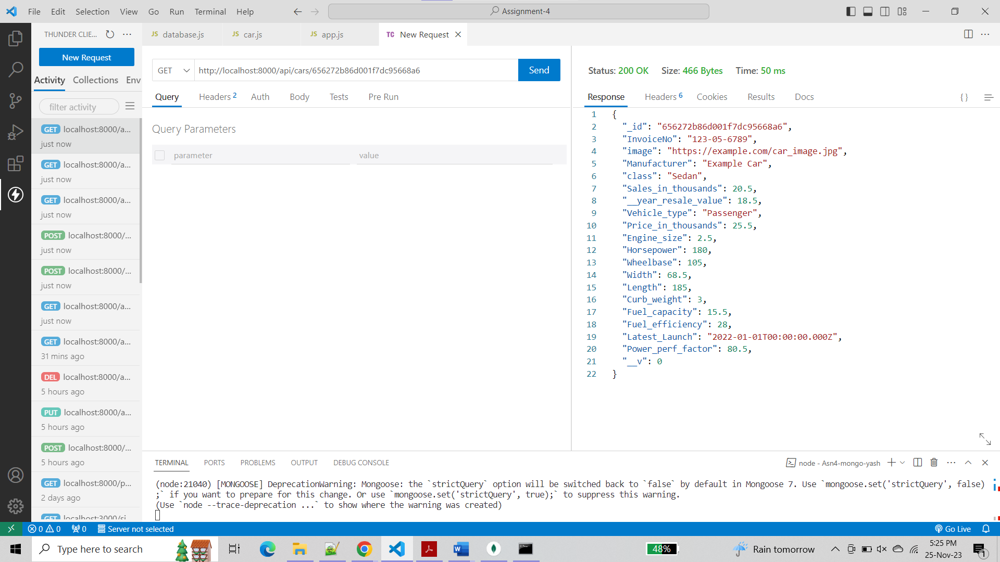 File Edit Selection View Go Run Terminal Help
Assignment-4
THUNDER CLIE...
New Request
Activity Collections Env
filter activity
GET localhost:8000/a...
just now
GET localhost:8000/a...
just now
GET localhost:8000/a...
just now
POST localhost:8000/...
just now
POST localhost:8000/...
just now
GET localhost:8000/a...
just now
GET localhost:8000/a...
31 mins ago
DEL localhost:8000/a...
5 hours ago
PUT localhost:8000/a...
5 hours ago
POST localhost:8000/...
5 hours ago
GET localhost:8000/p...
2 days ago
GET localhost:3000/si...
JS database.js
JS car.js
JS app.js
TC New Request
GET http://localhost:8000/api/cars/656272b86d001f7dc95668a6 Send
Query Headers 2 Auth Body Tests Pre Run
Query Parameters
parameter value
Status: 200 OK Size: 466 Bytes Time: 50 ms
Response Headers 6 Cookies Results Docs {}
1 {
2 "_id": "656272b86d001f7dc95668a6",
3 "InvoiceNo": "123-05-6789",
4 "image": "https://example.com/car_image.jpg",
5 "Manufacturer": "Example Car",
6 "class": "Sedan",
7 "Sales_in_thousands": 20.5,
8 "__year_resale_value": 18.5,
9 "Vehicle_type": "Passenger",
10 "Price_in_thousands": 25.5,
11 "Engine_size": 2.5,
12 "Horsepower": 180,
13 "Wheelbase": 105,
14 "Width": 68.5,
15 "Length": 185,
16 "Curb_weight": 3,
17 "Fuel_capacity": 15.5,
18 "Fuel_efficiency": 28,
19 "Latest_Launch": "2022-01-01T00:00:00.000Z",
20 "Power_perf_factor": 80.5,
21 "__v": 0
22 }
TERMINAL PORTS PROBLEMS OUTPUT DEBUG CONSOLE
node - Asn4-mongo-yash
(node:21040) [MONGOOSE] DeprecationWarning: Mongoose: the `strictQuery` option will be switched back to `false` by default in Mongoose 7. Use `mongoose.set('strictQuery', false)
;` if you want to prepare for this change. Or use `mongoose.set('strictQuery', true);` to suppress this warning.
(Use `node --trace-deprecation ...` to show where the warning was created)
0 0 0 Server not selected
Go Live
Type here to search
48%
Rain tomorrow
5:25 PM
25-Nov-23
1